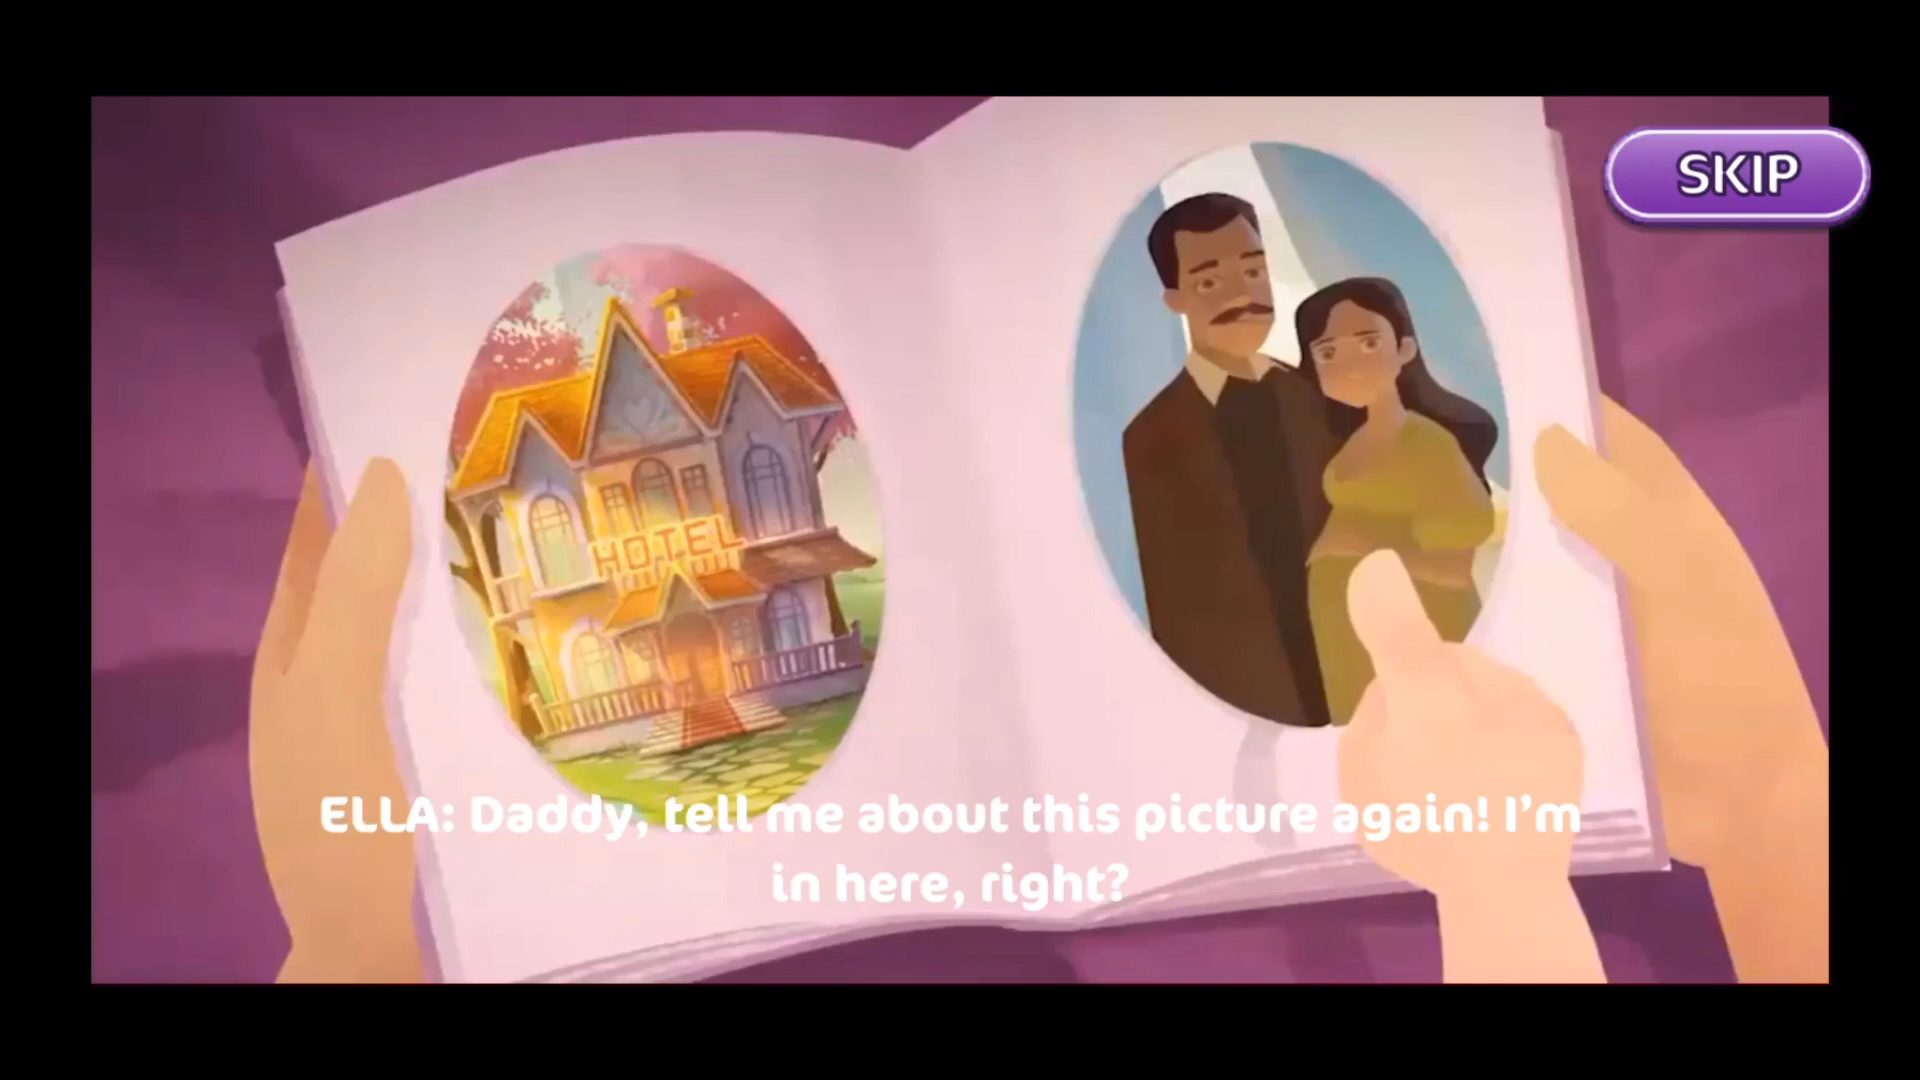 SKIP
HOTEL
ELLA: Daddy, tell me about this picture again! I'm
in here, right?